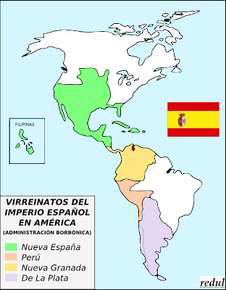 FILIPINAS
VIRREINATOS DEL
IMPERIO ESPAÑOL
EN AMÉRICA
(ADMINISTRACIÓN BORBÓNICA)
Nueva España
Perú
Nueva Granada
De La Plata
redul